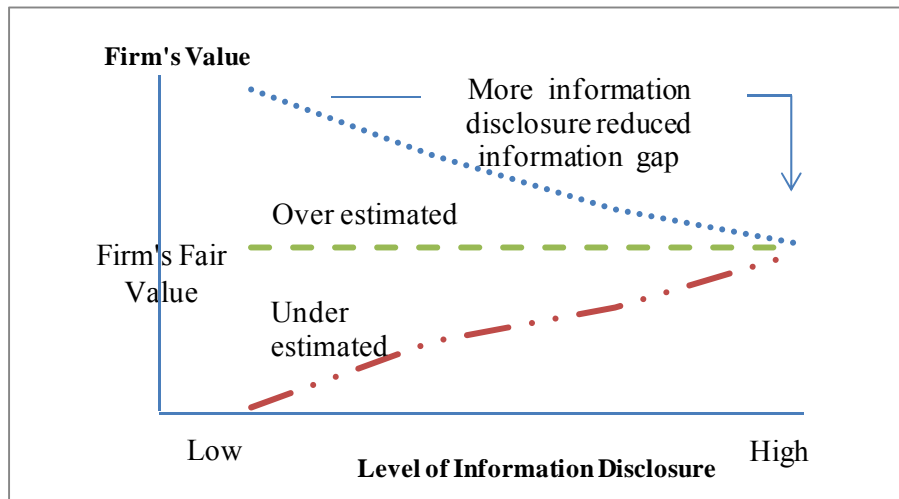 Firm's Value
More information
disclosure reduced
information gap
Over estimated
Firm's Fair
Value
Under
estimated
Low
High
Level of Information Disclosure